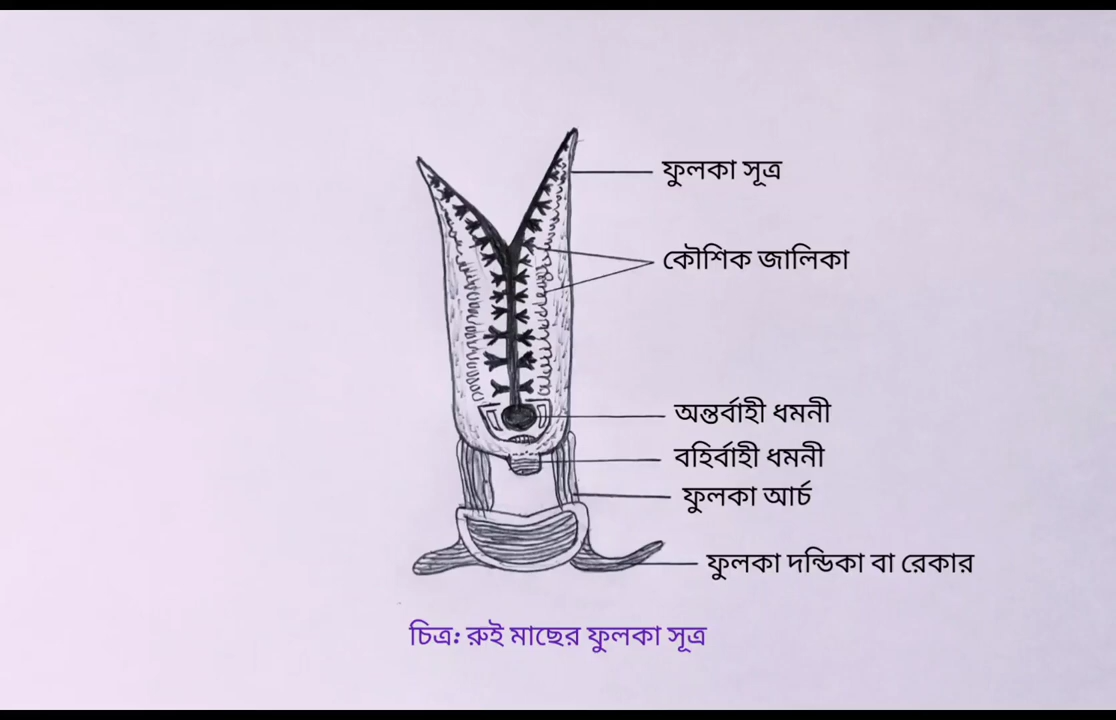 ফুলকা সূত্র
কৌশিক জালিকা
অন্তর্বাহী ধমনী
বহির্বাহী ধমনী
ফুলকা আর্চ
ফুলকা দন্ডিকা বা রেকার
চিত্র: রুই মাছের ফুলকা সূত্র